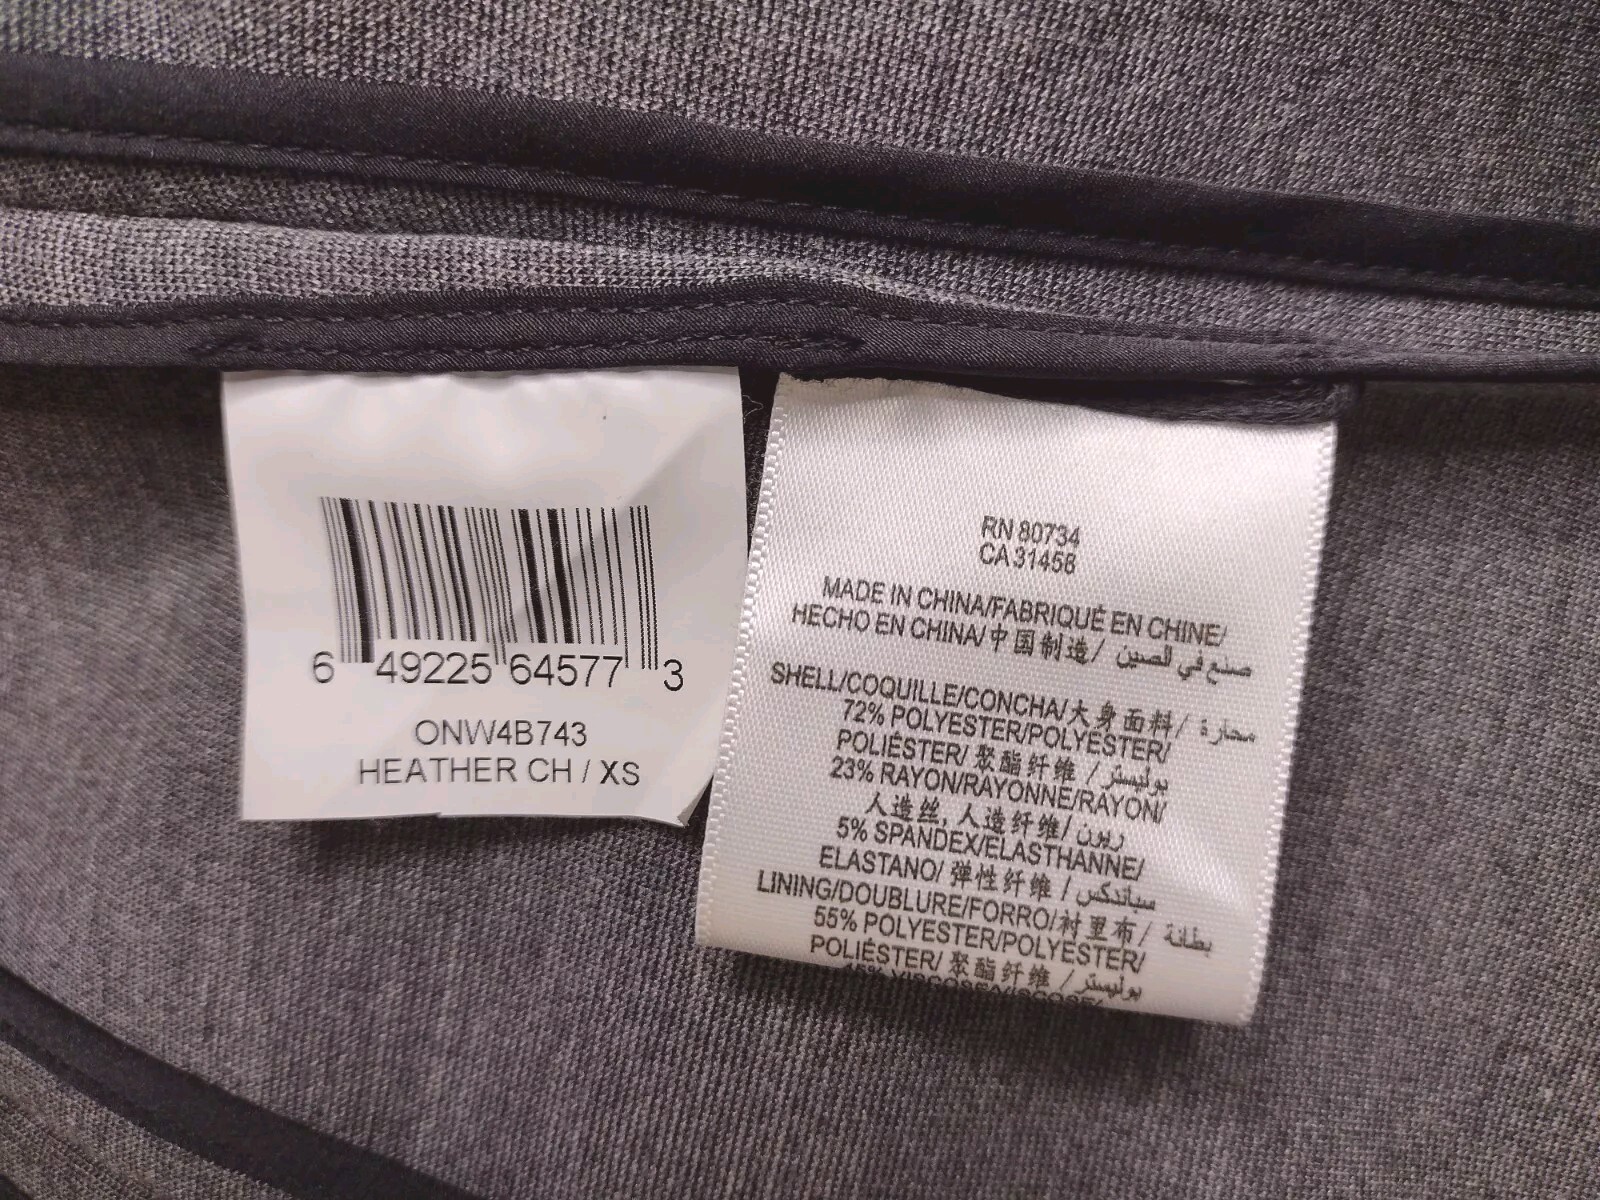 6 49225 64577 3
ONW4B743
HEATHER CH / XS
RN 80734
CA 31458
MADE IN CHINA/FABRIQUÉ EN CHINE/
HECHO EN CHINA/中国制造/ صنع في الصين
SHELL/COQUILLE/CONCHA/大身面料/ محارة
72% POLYESTER/POLYESTER/
POLIÉSTER/ 聚酯纤维 / بوليستر
23% RAYON/RAYONNE/RAYON/
人造丝, 人造纤维/ ريون
5% SPANDEX/ELASTHANNE/
ELASTANO/ 弹性纤维 / سباندكس
LINING/DOUBLURE/FORRO/衬里布/ بطانة
55% POLYESTER/POLYESTER/
POLIÉSTER/ 聚酯纤维 / بوليستر
45% VISCOSE/VISCOSE/